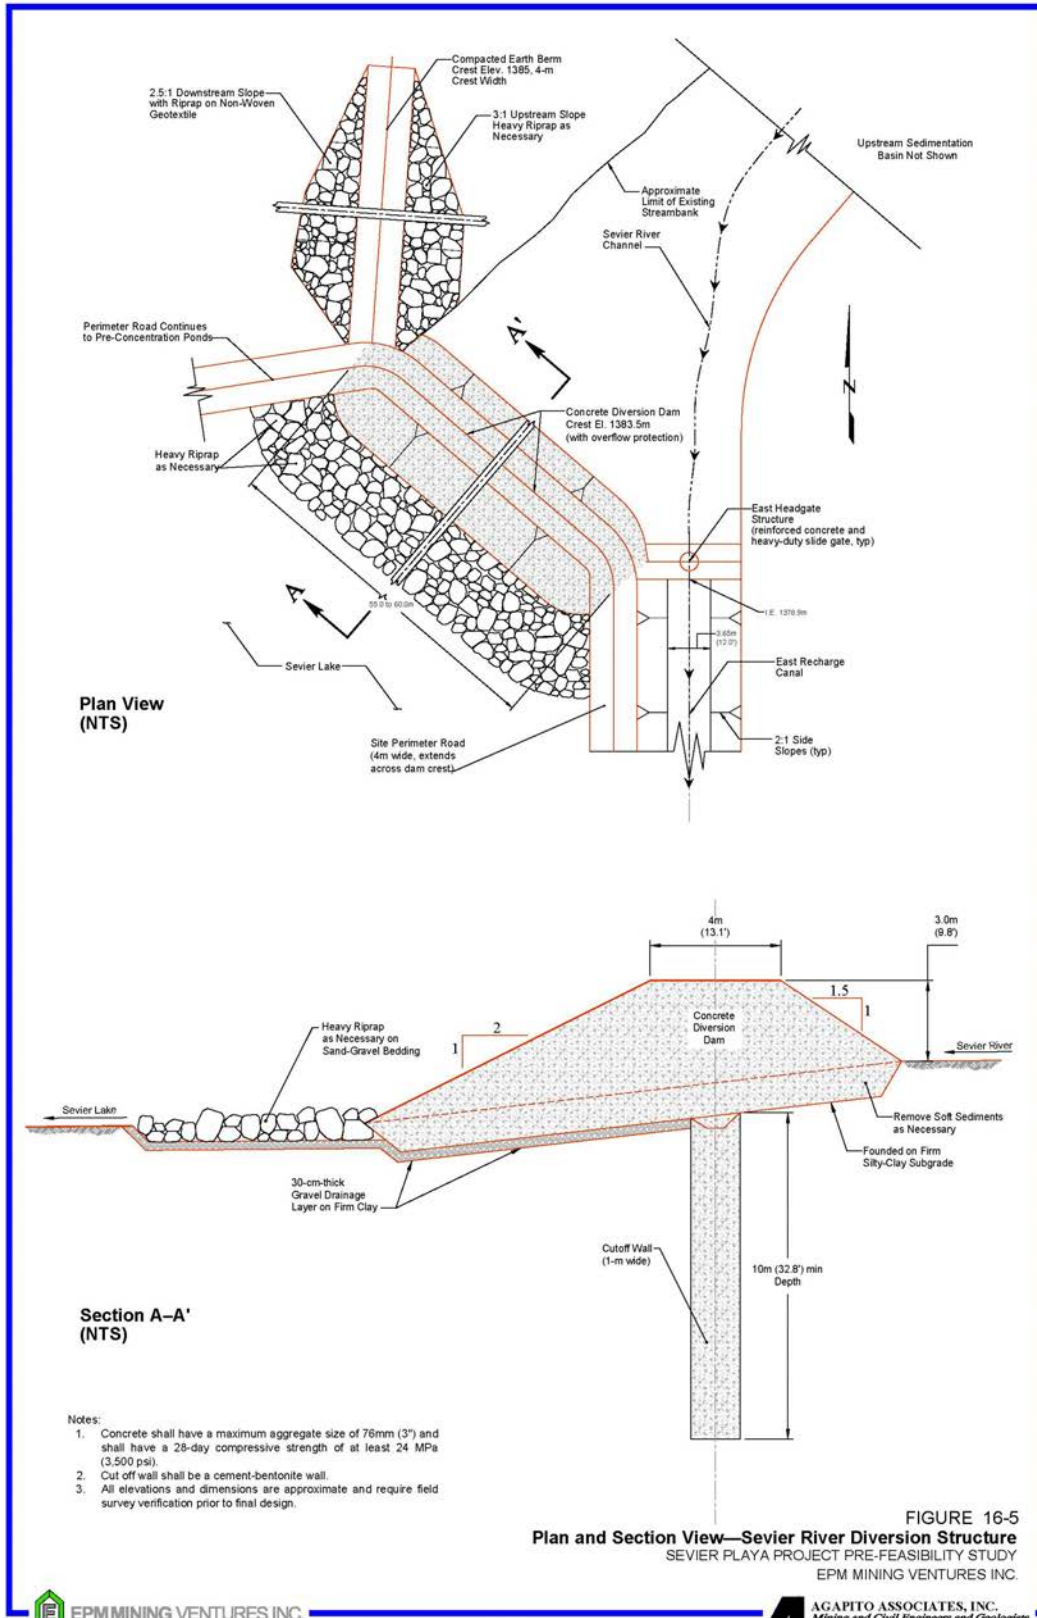 Compacted Earth Berm
Crest Elev. 1385, 4-m
Crest Width
2.5:1 Downstream Slope
with Riprap on Non-Woven
Geotextile
3:1 Upstream Slope
Heavy Riprap as
Necessary
Upstream Sedimentation
Basin Not Shown
Approximate
Limit of Existing
Streambank
Sevier River
Channel
Perimeter Road Continues
to Pre-Concentration Ponds
A'
N
Concrete Diversion Dam
Crest El. 1383.5m
(with overflow protection)
Heavy Riprap
as Necessary
East Headgate
Structure
(reinforced concrete and
heavy-duty slide gate, typ)
A
55.0 to 60.0m
I.E. 1378.9m
3.65m
(12.0')
Sevier Lake
East Recharge
Canal
Plan View
(NTS)
Site Perimeter Road
(4m wide, extends
across dam crest)
2:1 Side
Slopes (typ)
4m
(13.1')
3.0m
(9.8')
1.5
1
Concrete
Diversion
Dam
2
1
Heavy Riprap
as Necessary on
Sand-Gravel Bedding
Sevier River
Sevier Lake
Remove Soft Sediments
as Necessary
Founded on Firm
Silty-Clay Subgrade
30-cm-thick
Gravel Drainage
Layer on Firm Clay
Cutoff Wall
(1-m wide)
10m (32.8') min
Depth
Section A–A'
(NTS)
Notes:
1. Concrete shall have a maximum aggregate size of 76mm (3") and
shall have a 28-day compressive strength of at least 24 MPa
(3,500 psi).
2. Cut off wall shall be a cement-bentonite wall.
3. All elevations and dimensions are approximate and require field
survey verification prior to final design.
FIGURE 16-5
Plan and Section View—Sevier River Diversion Structure
SEVIER PLAYA PROJECT PRE-FEASIBILITY STUDY
EPM MINING VENTURES INC.
EPM MINING VENTURES INC.
AGAPITO ASSOCIATES, INC.
Mining and Civil Engineers and Geologists